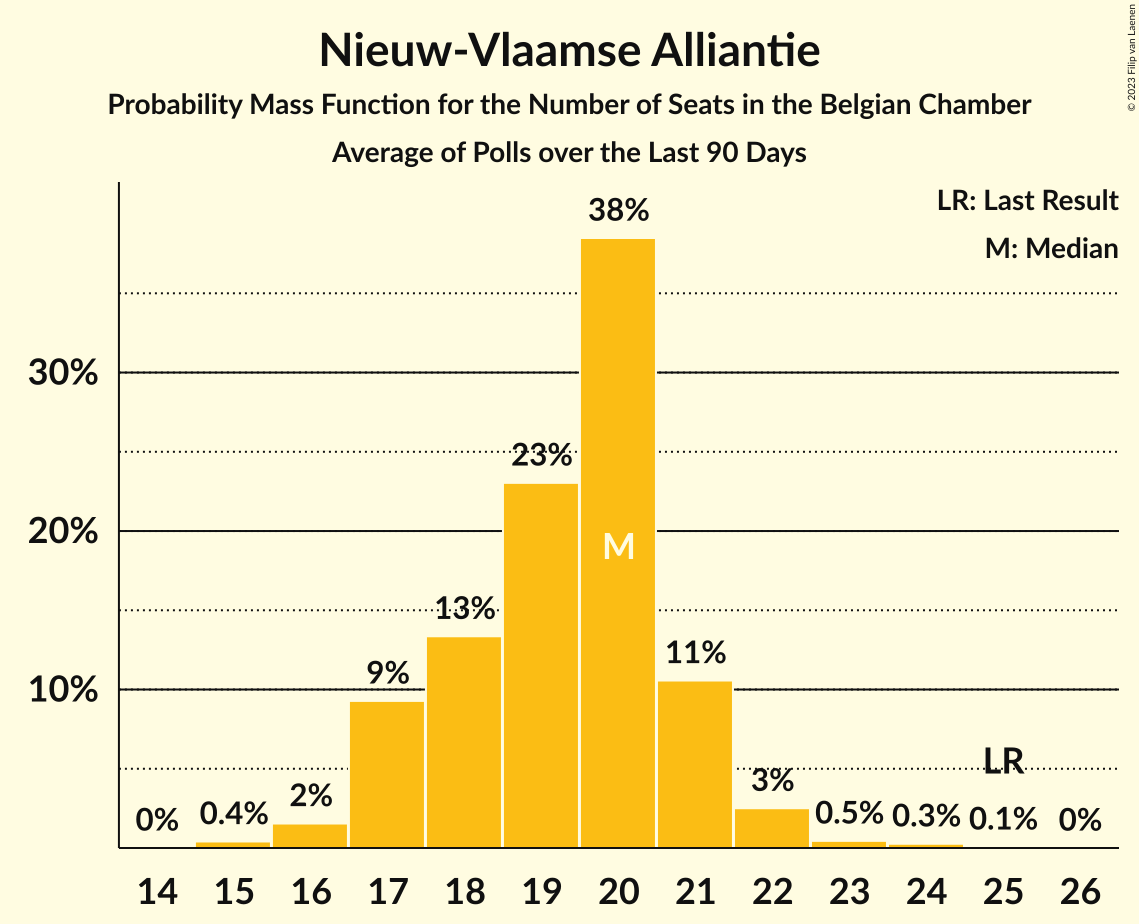 Nieuw-Vlaamse Alliantie
Probability Mass Function for the Number of Seats in the Belgian Chamber
Average of Polls over the Last 90 Days
© 2023 Filip van Laenen
LR: Last Result
M: Median
38%
30%
23%
20%
M
13%
11%
9%
10%
LR
3%
2%
0%
0.4%
0.5%
0.3%
0.1%
0%
14 15 16 17 18 19 20 21 22 23 24 25 26